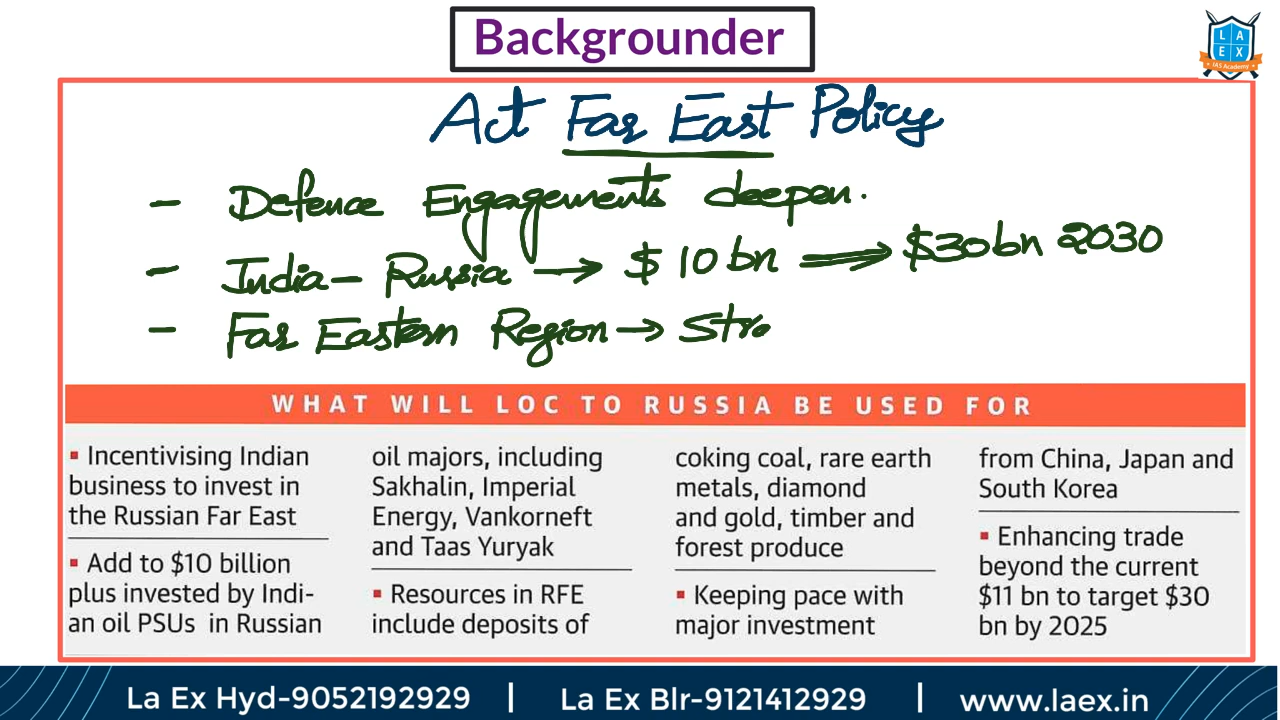 Backgrounder
L A
E X
IAS Academy
Act Far East Policy
- Defence Engagements deepen.
- India- Russia → $ 10 bn ⟹ $30bn 2030
- Far Eastern Region → Stra
WHAT WILL LOC TO RUSSIA BE USED FOR
▪ Incentivising Indian
business to invest in
the Russian Far East
▪ Add to $10 billion
plus invested by Indi-
an oil PSUs in Russian
oil majors, including
Sakhalin, Imperial
Energy, Vankorneft
and Taas Yuryak
▪ Resources in RFE
include deposits of
coking coal, rare earth
metals, diamond
and gold, timber and
forest produce
▪ Keeping pace with
major investment
from China, Japan and
South Korea
▪ Enhancing trade
beyond the current
$11 bn to target $30
bn by 2025
La Ex Hyd-9052192929 | La Ex Blr-9121412929 | www.laex.in